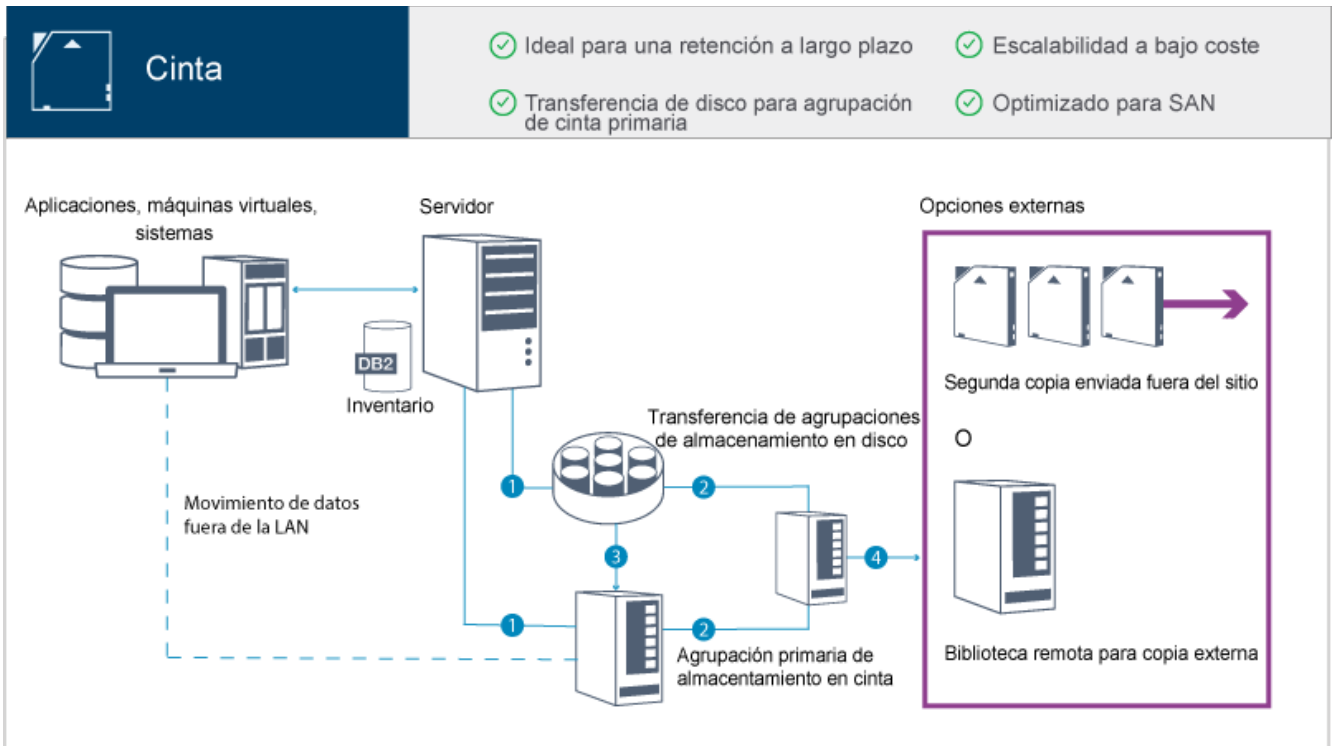 Cinta
Ideal para una retención a largo plazo
Escalabilidad a bajo coste
Transferencia de disco para agrupación
de cinta primaria
Optimizado para SAN
Aplicaciones, máquinas virtuales,
sistemas
Servidor
Opciones externas
DB2
Inventario
Segunda copia enviada fuera del sitio
Transferencia de agrupaciones
de almacenamiento en disco
O
1
2
Movimiento de datos
fuera de la LAN
3
4
1
2
Agrupación primaria de
almacentamiento en cinta
Biblioteca remota para copia externa